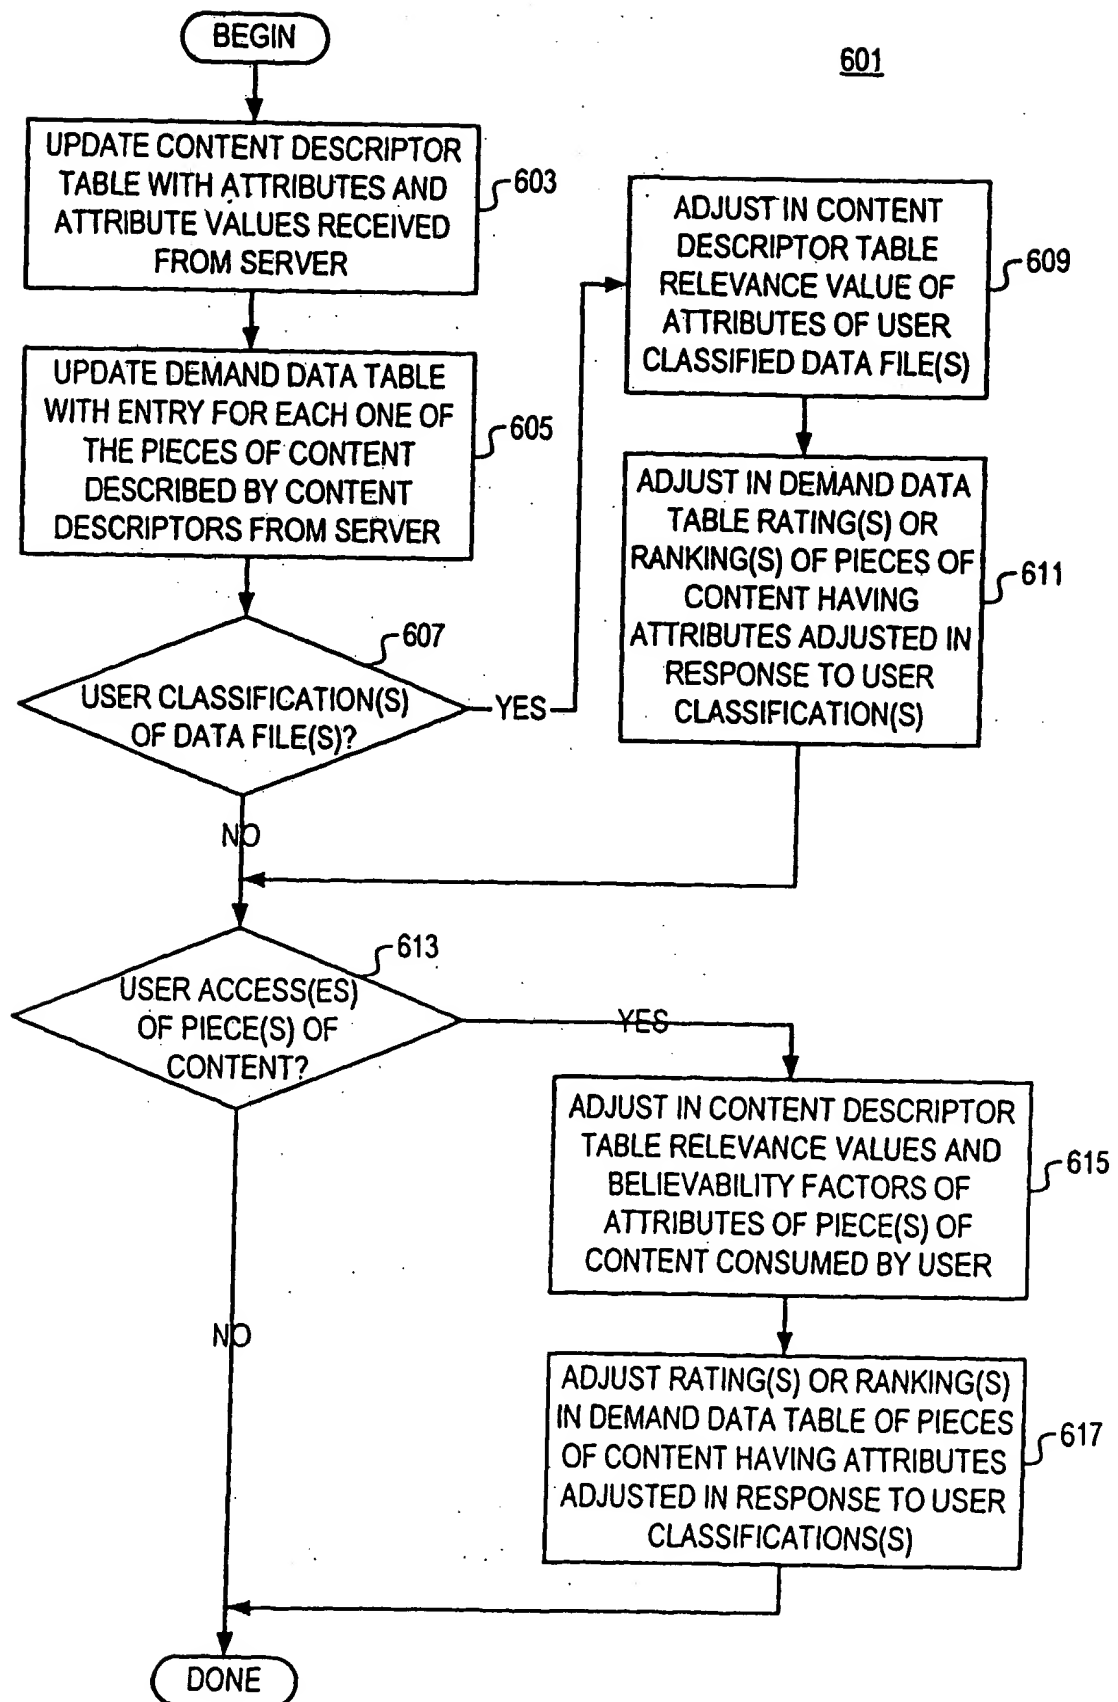 BEGIN
601
UPDATE CONTENT DESCRIPTOR
TABLE WITH ATTRIBUTES AND
ATTRIBUTE VALUES RECEIVED
FROM SERVER
603
UPDATE DEMAND DATA TABLE
WITH ENTRY FOR EACH ONE OF
THE PIECES OF CONTENT
DESCRIBED BY CONTENT
DESCRIPTORS FROM SERVER
605
607
USER CLASSIFICATION(S)
OF DATA FILE(S)?
YES
NO
ADJUST IN CONTENT
DESCRIPTOR TABLE
RELEVANCE VALUE OF
ATTRIBUTES OF USER
CLASSIFIED DATA FILE(S)
609
ADJUST IN DEMAND DATA
TABLE RATING(S) OR
RANKING(S) OF PIECES OF
CONTENT HAVING
ATTRIBUTES ADJUSTED IN
RESPONSE TO USER
CLASSIFICATION(S)
611
613
USER ACCESS(ES)
OF PIECE(S) OF
CONTENT?
YES
NO
ADJUST IN CONTENT DESCRIPTOR
TABLE RELEVANCE VALUES AND
BELIEVABILITY FACTORS OF
ATTRIBUTES OF PIECE(S) OF
CONTENT CONSUMED BY USER
615
ADJUST RATING(S) OR RANKING(S)
IN DEMAND DATA TABLE OF PIECES
OF CONTENT HAVING ATTRIBUTES
ADJUSTED IN RESPONSE TO USER
CLASSIFICATIONS(S)
617
DONE